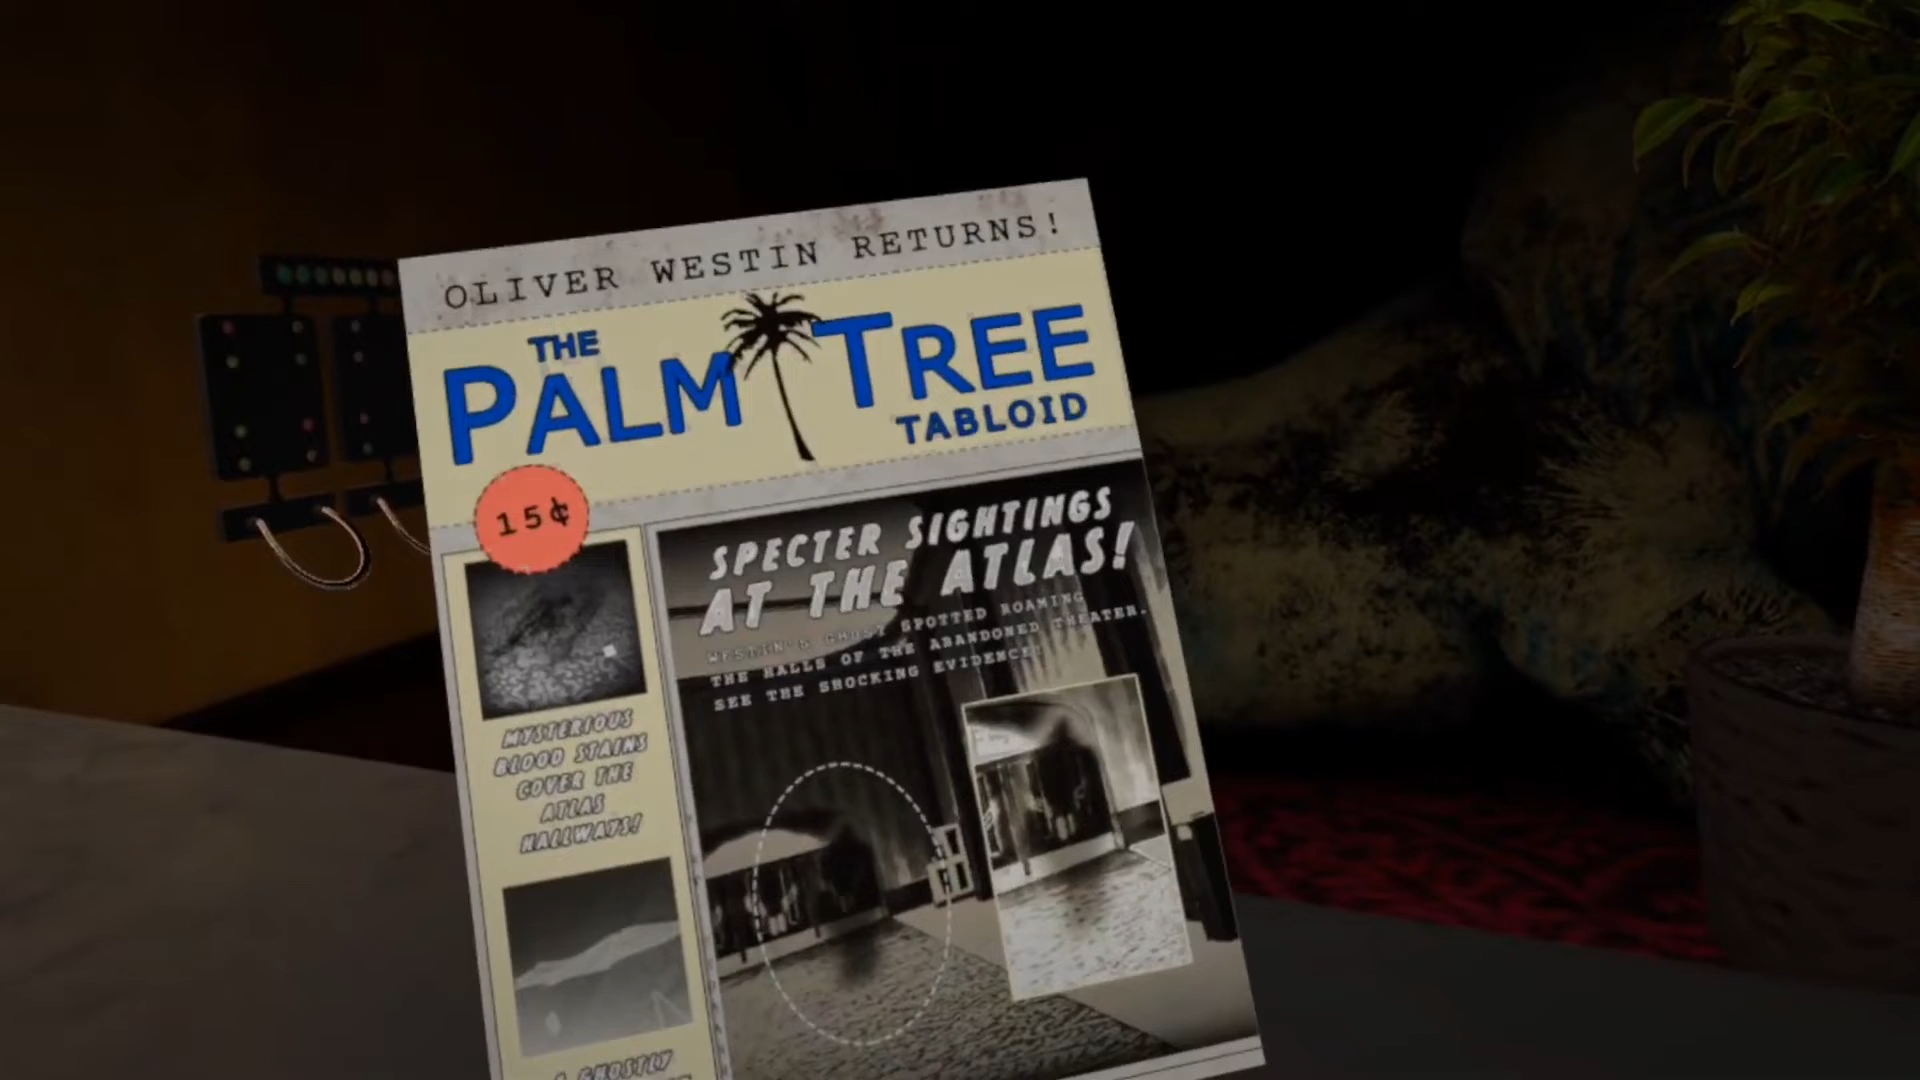 OLIVER WESTIN RETURNS!
THE
PALM TREE
TABLOID
15¢
SPECTER SIGHTINGS
AT THE ATLAS!
WESTIN'S GHOST SPOTTED ROAMING
THE HALLS OF THE ABANDONED THEATER.
SEE THE SHOCKING EVIDENCE!
MYSTERIOUS
BLOOD STAINS
COVER THE
ATLAS
HALLWAYS!
A GHOSTLY